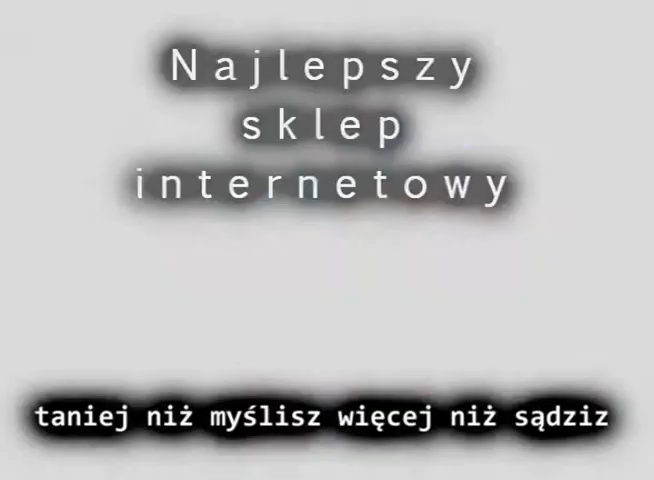 Najlepszy
sklep
internetowy
taniej niż myślisz więcej niż sądziz